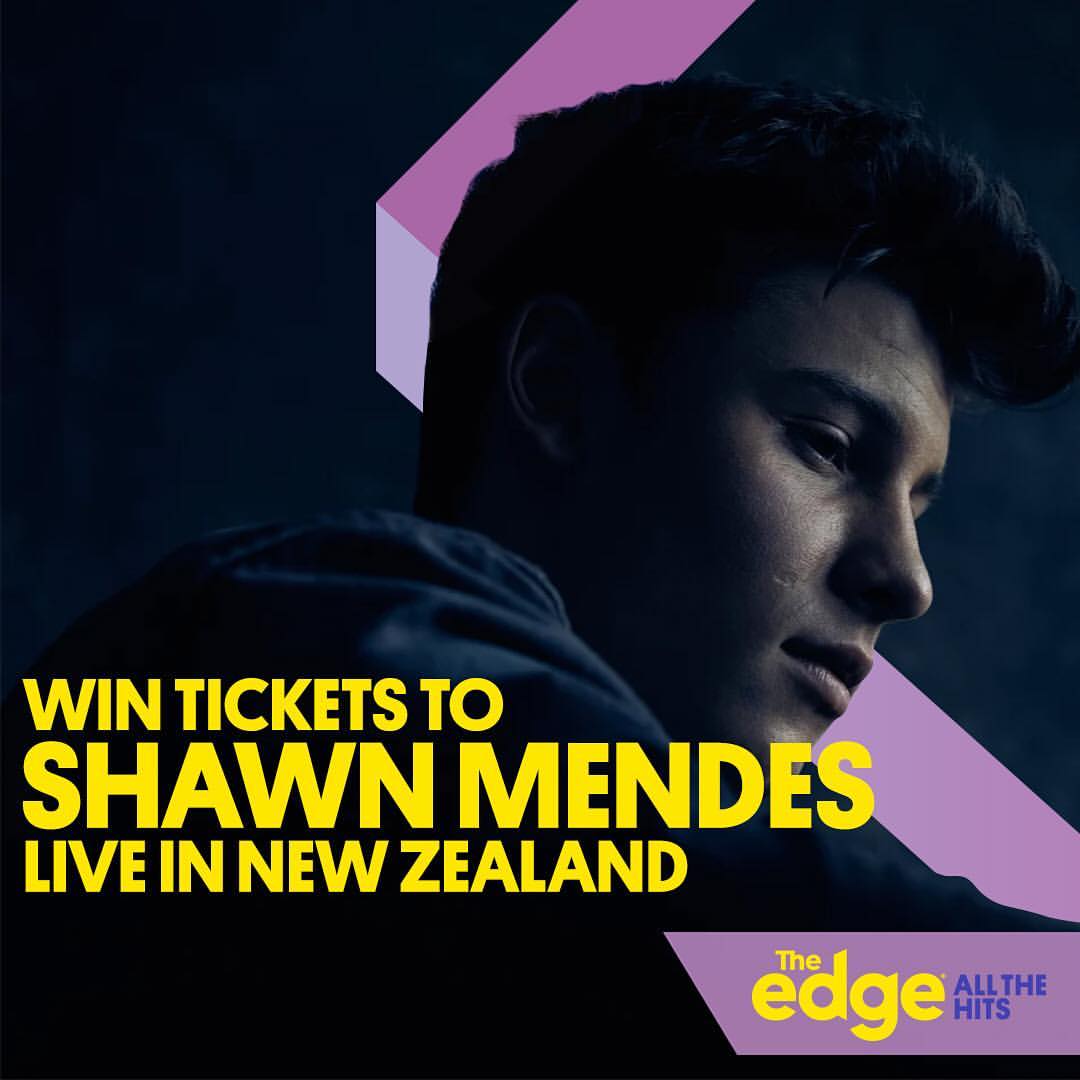 WIN TICKETS TO
SHAWN MENDES
LIVE IN NEW ZEALAND
The
edge
ALL THE
HITS